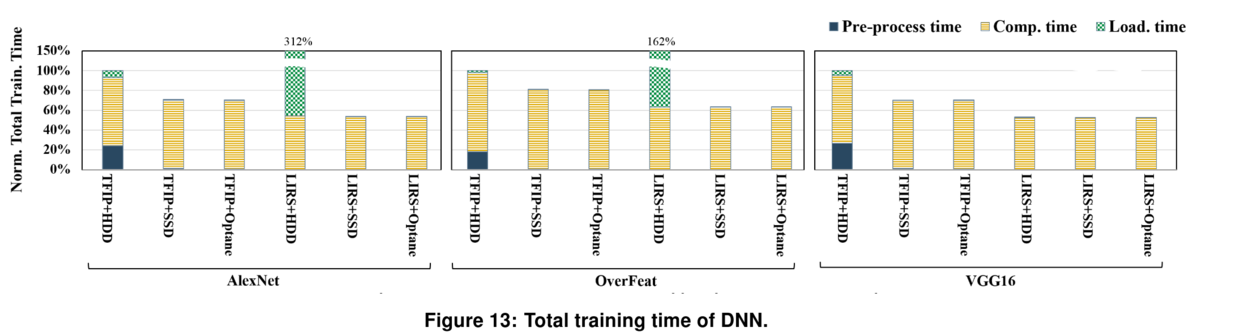 Pre-process time Comp. time Load. time
Norm. Total Train. Time
312% 162%
150%
100%
80%
60%
40%
20%
0%
TFIP+HDD TFIP+SSD TFIP+Optane LIRS+HDD LIRS+SSD LIRS+Optane
TFIP+HDD TFIP+SSD TFIP+Optane LIRS+HDD LIRS+SSD LIRS+Optane
TFIP+HDD TFIP+SSD TFIP+Optane LIRS+HDD LIRS+SSD LIRS+Optane
AlexNet OverFeat VGG16
Figure 13: Total training time of DNN.